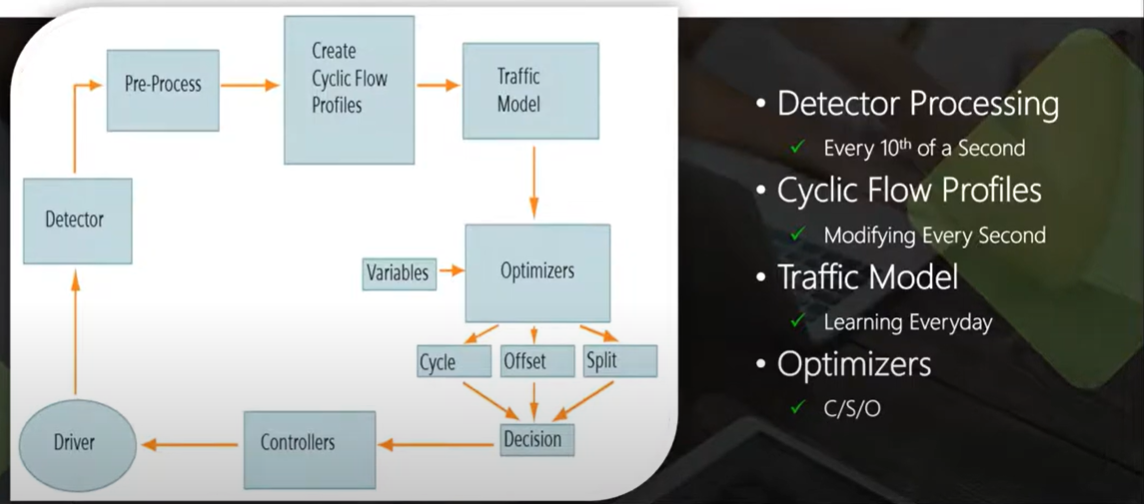 Pre-Process
Create
Cyclic Flow
Profiles
Traffic
Model
Detector
Variables
Optimizers
Cycle
Offset
Split
Driver
Controllers
Decision
• Detector Processing
✓ Every 10th of a Second
• Cyclic Flow Profiles
✓ Modifying Every Second
• Traffic Model
✓ Learning Everyday
• Optimizers
✓ C/S/O